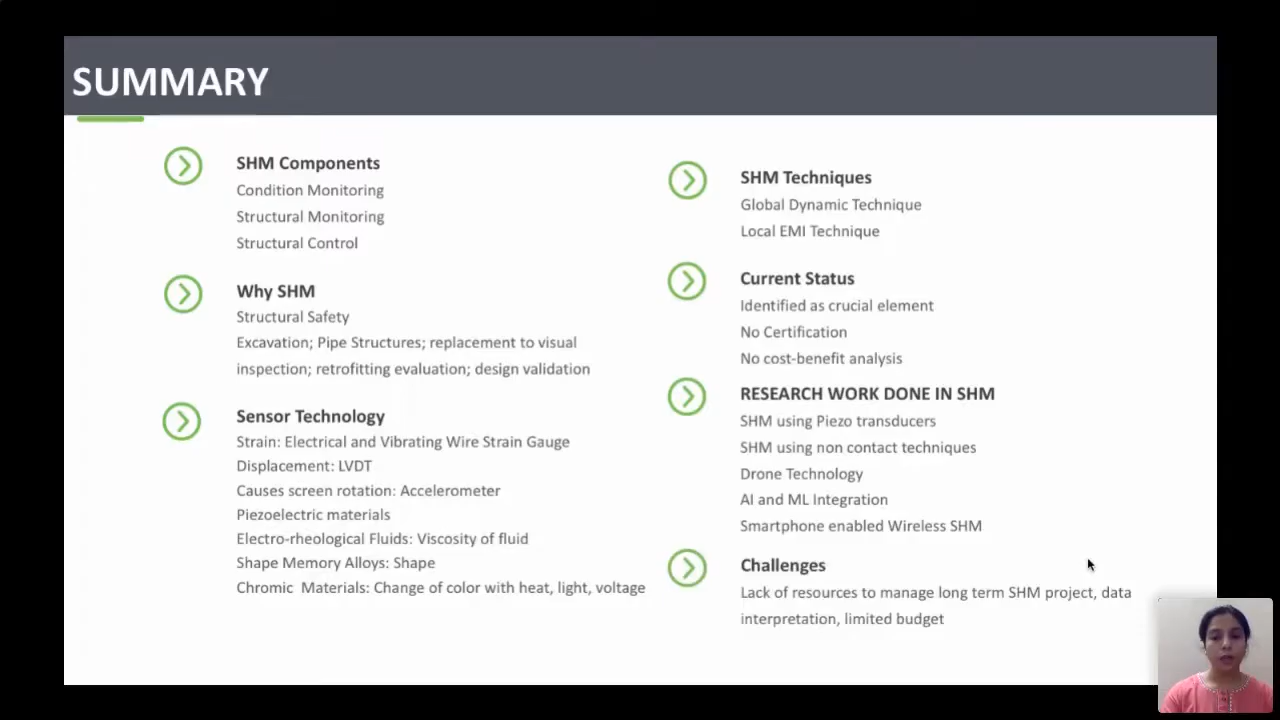 SUMMARY
SHM Components
Condition Monitoring
Structural Monitoring
Structural Control
Why SHM
Structural Safety
Excavation; Pipe Structures; replacement to visual
inspection; retrofitting evaluation; design validation
Sensor Technology
Strain: Electrical and Vibrating Wire Strain Gauge
Displacement: LVDT
Causes screen rotation: Accelerometer
Piezoelectric materials
Electro-rheological Fluids: Viscosity of fluid
Shape Memory Alloys: Shape
Chromic Materials: Change of color with heat, light, voltage
SHM Techniques
Global Dynamic Technique
Local EMI Technique
Current Status
Identified as crucial element
No Certification
No cost-benefit analysis
RESEARCH WORK DONE IN SHM
SHM using Piezo transducers
SHM using non contact techniques
Drone Technology
AI and ML Integration
Smartphone enabled Wireless SHM
Challenges
Lack of resources to manage long term SHM project, data
interpretation, limited budget